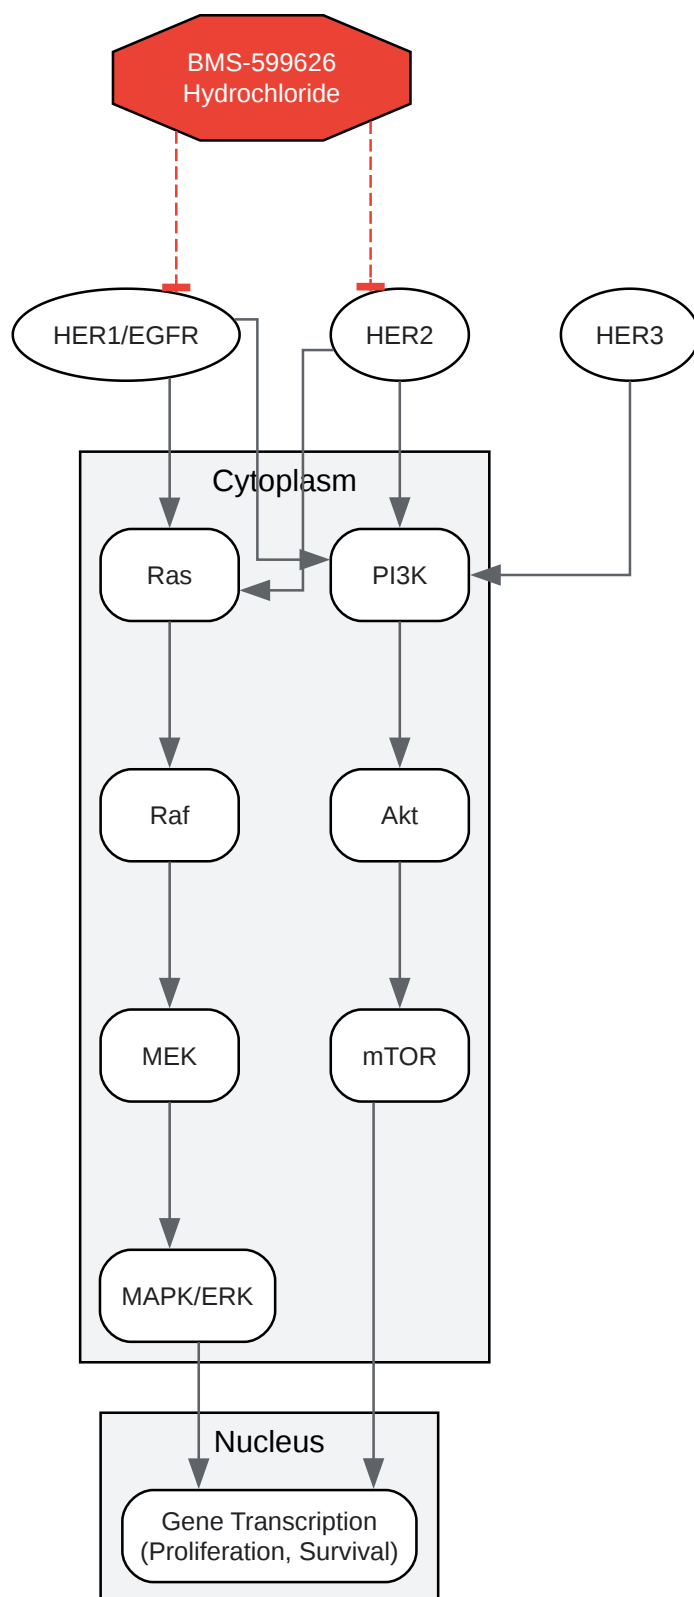 BMS-599626
Hydrochloride
HER1/EGFR
HER2
HER3
Cytoplasm
Ras
PI3K
Raf
Akt
MEK
mTOR
MAPK/ERK
Nucleus
Gene Transcription
(Proliferation, Survival)